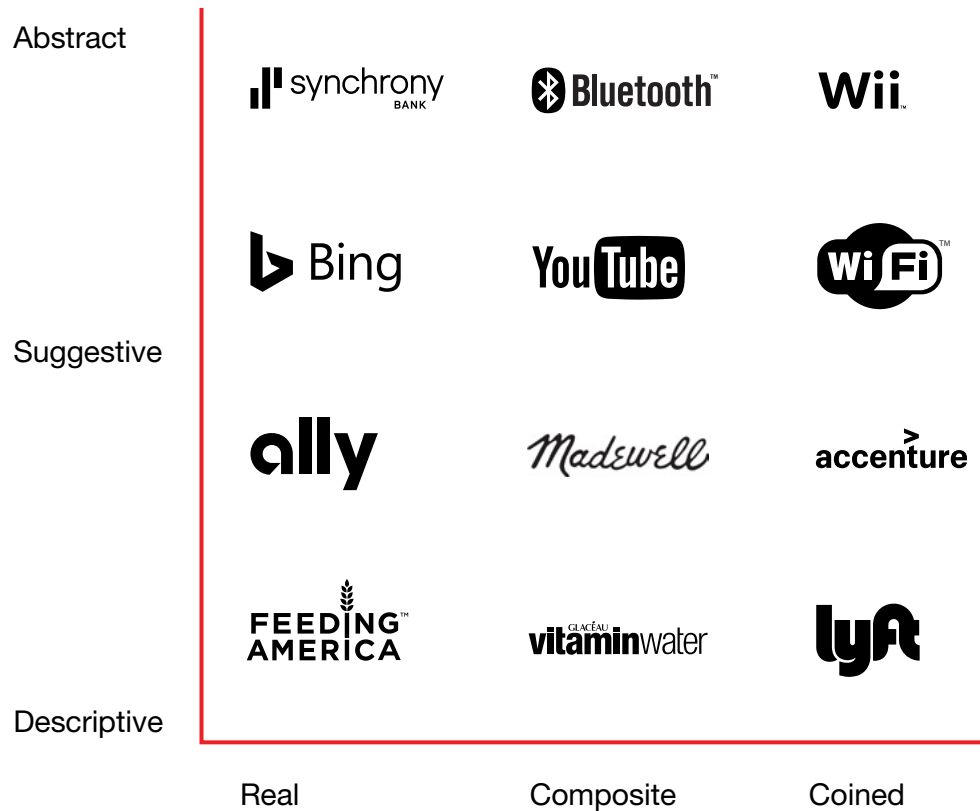 Abstract
synchrony
BANK
Bluetooth™
Wii™
Bing
YouTube
WiFi™
Suggestive
ally
Madewell
accenture
>
FEEDING™
AMERICA
GLACÉAU
vitaminwater
lyft
Descriptive
Real Composite Coined